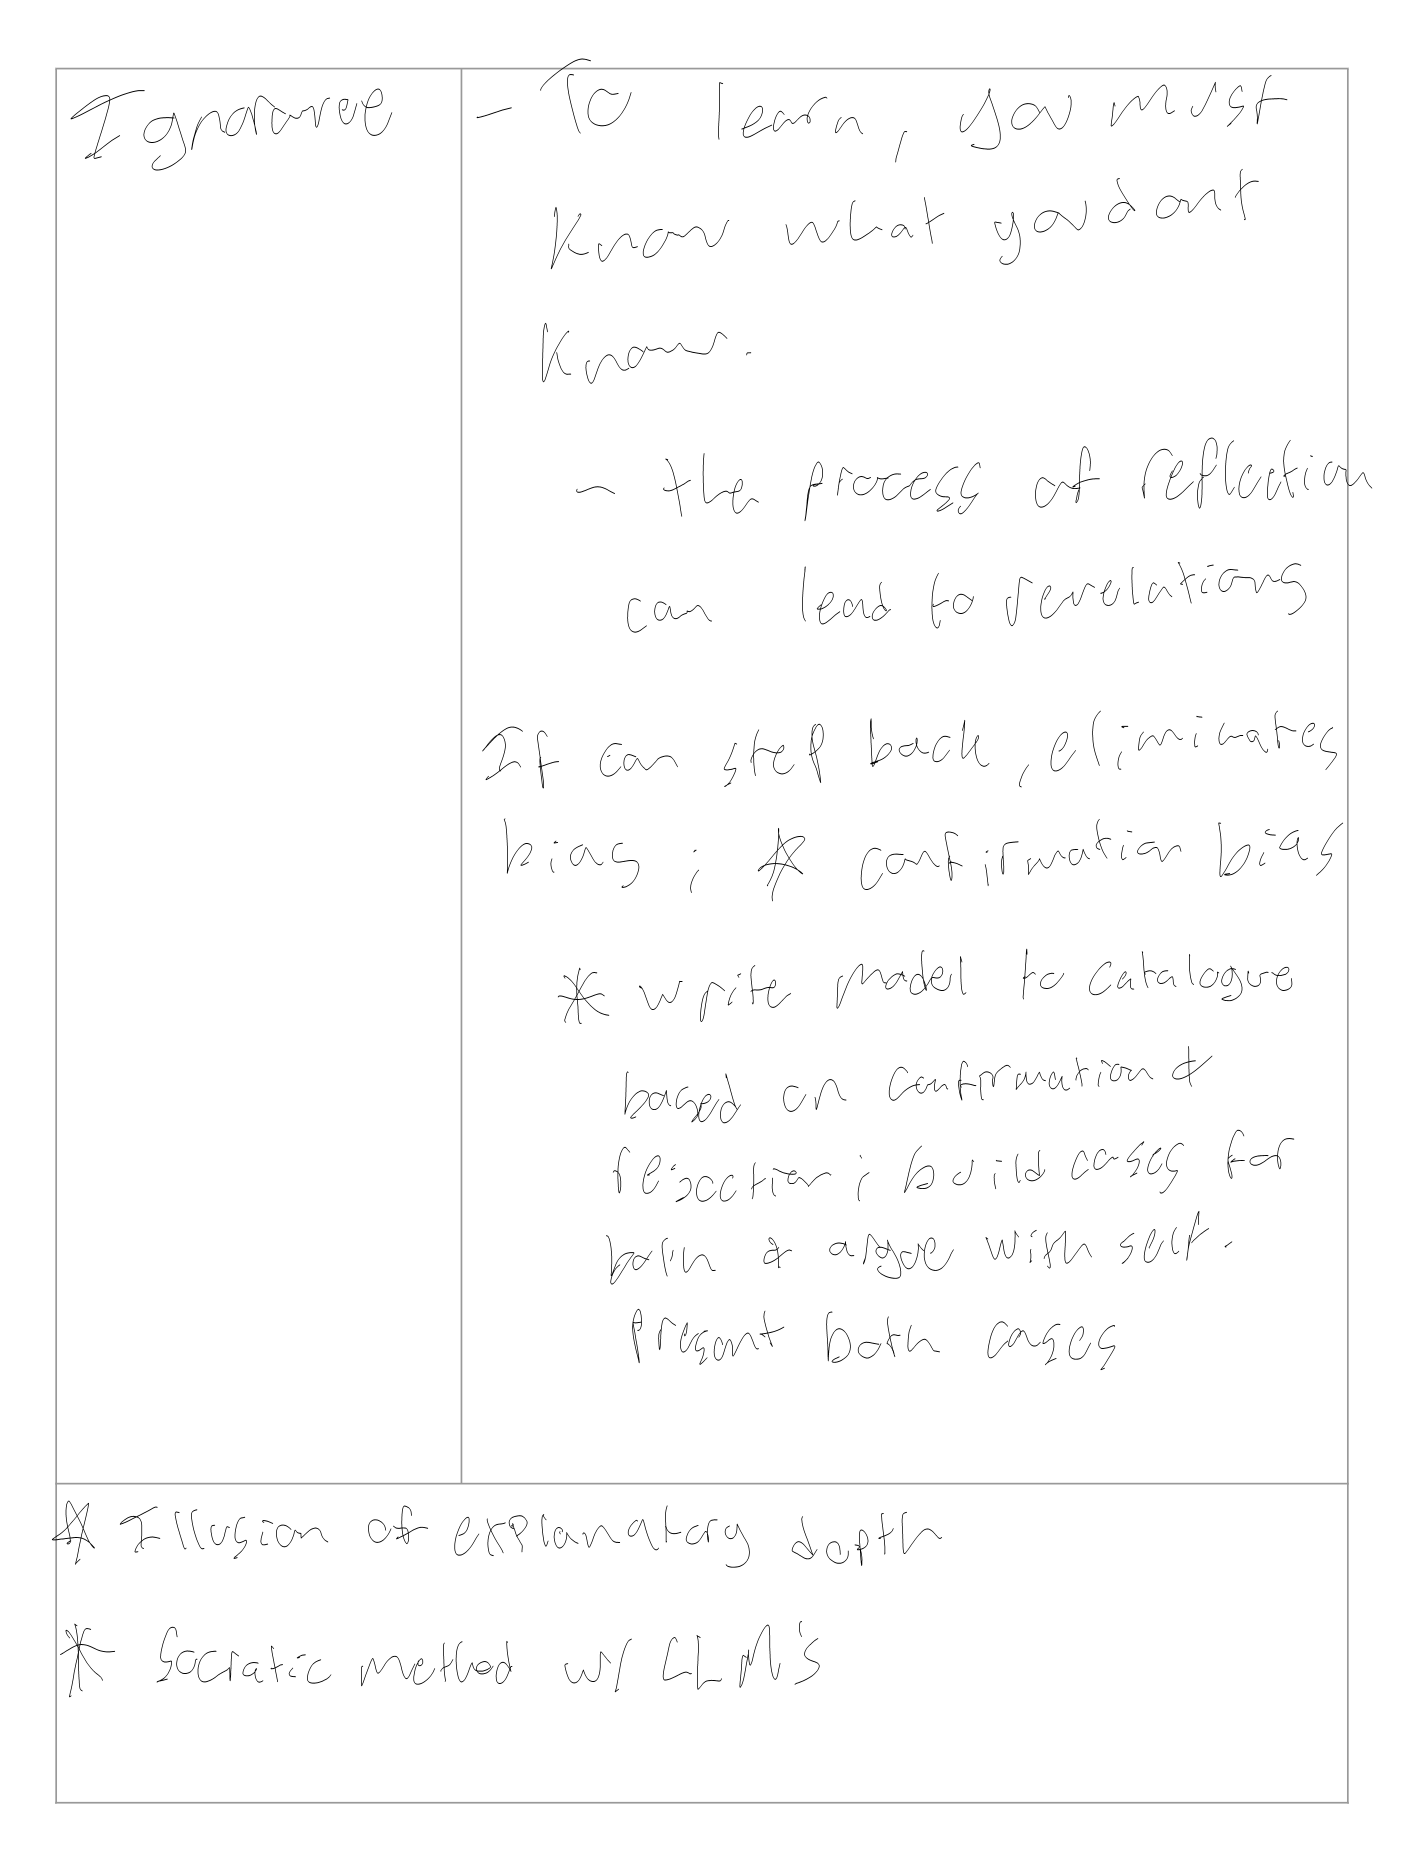 Ignorance
- To learn, you must
know what you dont
know.
- the process of reflection
can lead to revelations
If can step back, eliminates
bias ; * confirmation bias
* write model to catalogue
based on confirmation &
rejection ; build cases for
both & argue with self.
Present both cases
* Illusion of explanatory depth
* Socratic method w/ LLM's